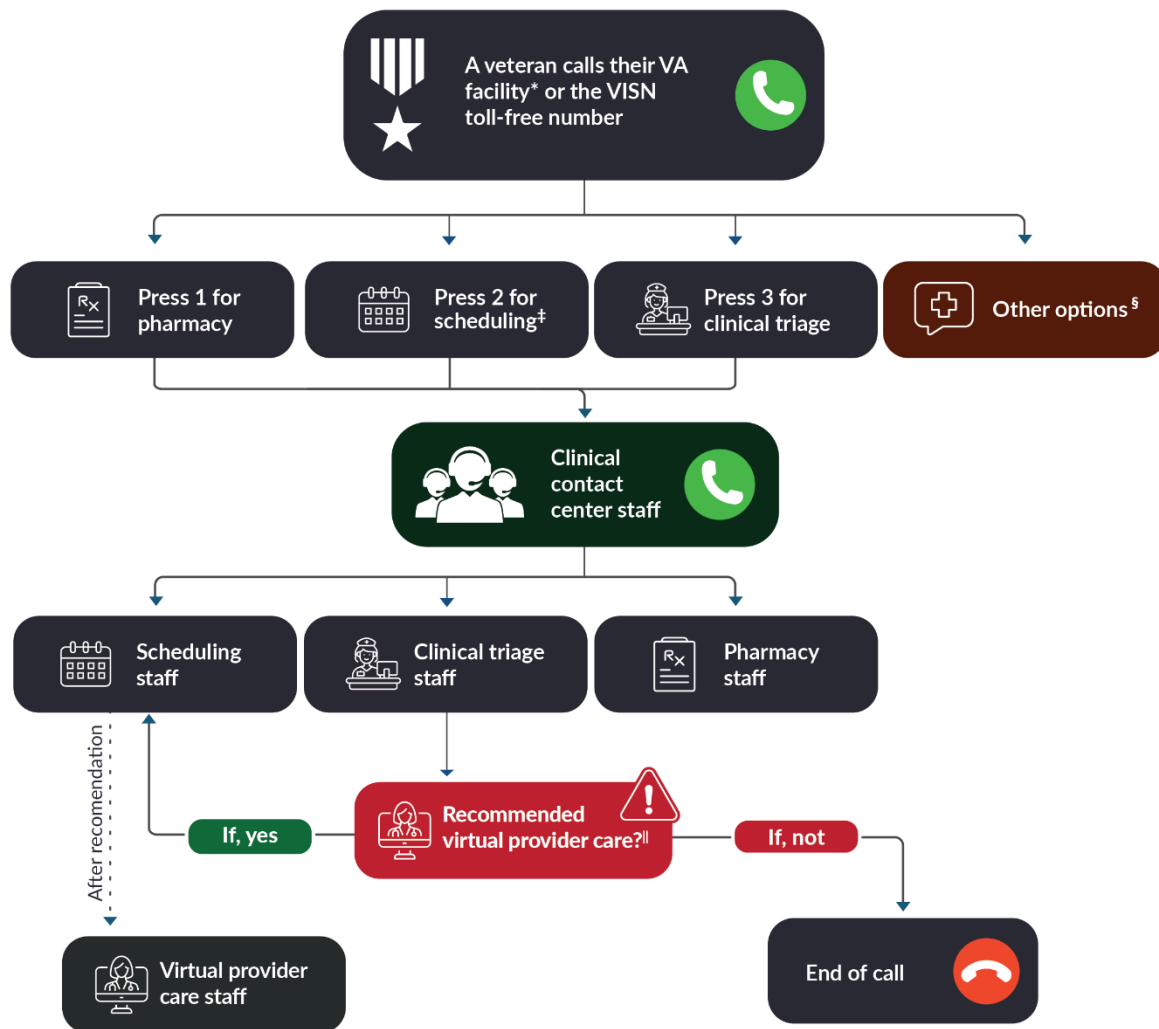 A veteran calls their VA
facility* or the VISN
toll-free number
Press 1 for
pharmacy
Press 2 for
scheduling‡
Press 3 for
clinical triage
Other options§
Clinical
contact
center staff
Scheduling
staff
Clinical triage
staff
Rx
Pharmacy
staff
After recomendation
If, yes
Recommended
virtual provider care?||
If, not
Virtual provider
care staff
End of call